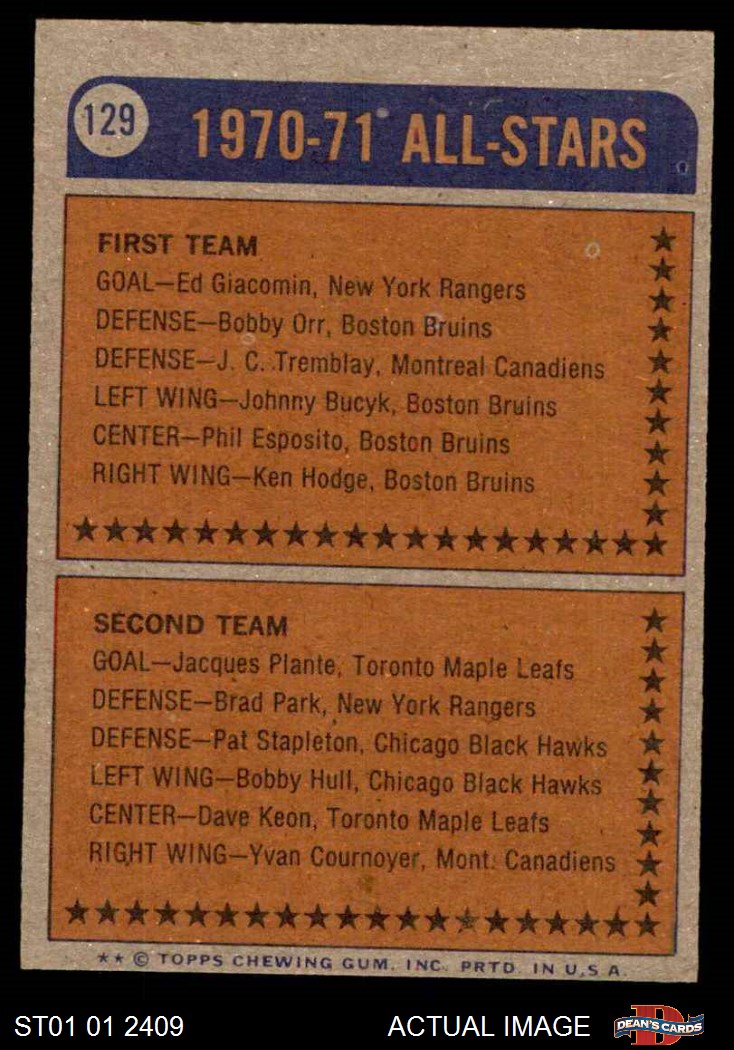 129
1970-71 ALL-STARS
FIRST TEAM
GOAL—Ed Giacomin, New York Rangers
DEFENSE—Bobby Orr, Boston Bruins
DEFENSE—J. C. Tremblay, Montreal Canadiens
LEFT WING—Johnny Bucyk, Boston Bruins
CENTER—Phil Esposito, Boston Bruins
RIGHT WING—Ken Hodge, Boston Bruins
SECOND TEAM
GOAL—Jacques Plante, Toronto Maple Leafs
DEFENSE—Brad Park, New York Rangers
DEFENSE—Pat Stapleton, Chicago Black Hawks
LEFT WING—Bobby Hull, Chicago Black Hawks
CENTER—Dave Keon, Toronto Maple Leafs
RIGHT WING—Yvan Cournoyer, Mont. Canadiens
★★ © TOPPS CHEWING GUM, INC. PRTD. IN U.S.A.
ST01 01 2409 ACTUAL IMAGE D DEAN'S CARDS